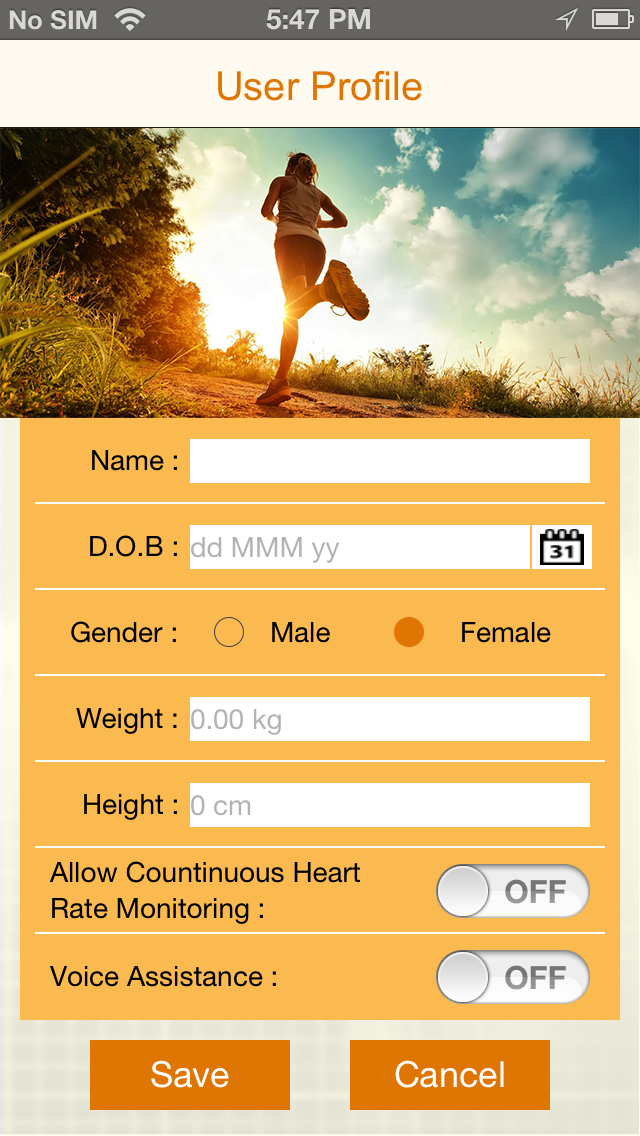 No SIM 5:47 PM
User Profile
Name :
D.O.B : dd MMM yy 31
Gender : Male Female
Weight : 0.00 kg
Height : 0 cm
Allow Countinuous Heart
Rate Monitoring : OFF
Voice Assistance : OFF
Save Cancel